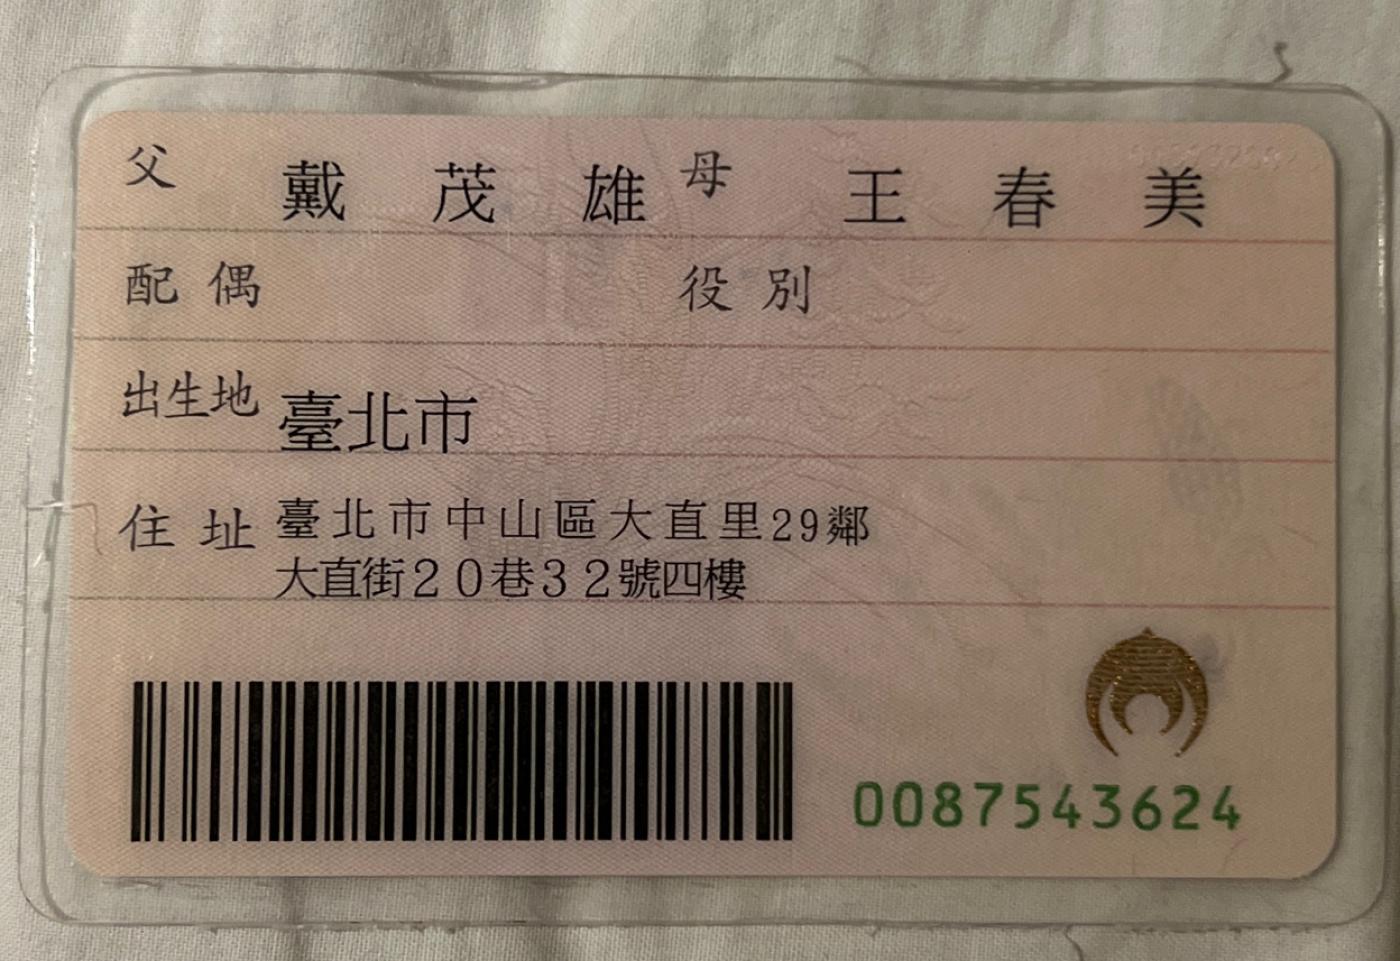 父 戴茂雄 母 王春美
配偶 役別
出生地 臺北市
住址 臺北市中山區大直里29鄰
大直街20巷32號四樓
0087543624